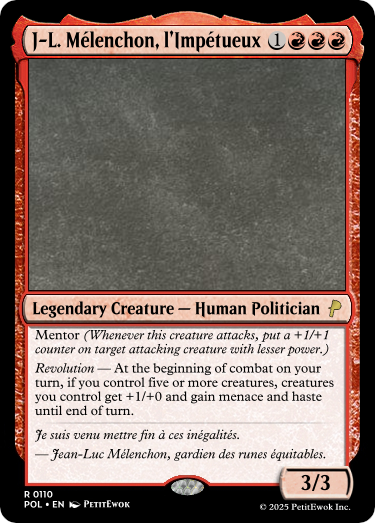 J-L. Mélenchon, l'Impétueux 1
Legendary Creature — Human Politician
Mentor (Whenever this creature attacks, put a +1/+1
counter on target attacking creature with lesser power.)
Revolution — At the beginning of combat on your
turn, if you control five or more creatures, creatures
you control get +1/+0 and gain menace and haste
until end of turn.
Je suis venu mettre fin à ces inégalités.
— Jean-Luc Mélenchon, gardien des runes équitables.
3/3
R 0110
POL • EN PetitEwok
© 2025 PetitEwok Inc.